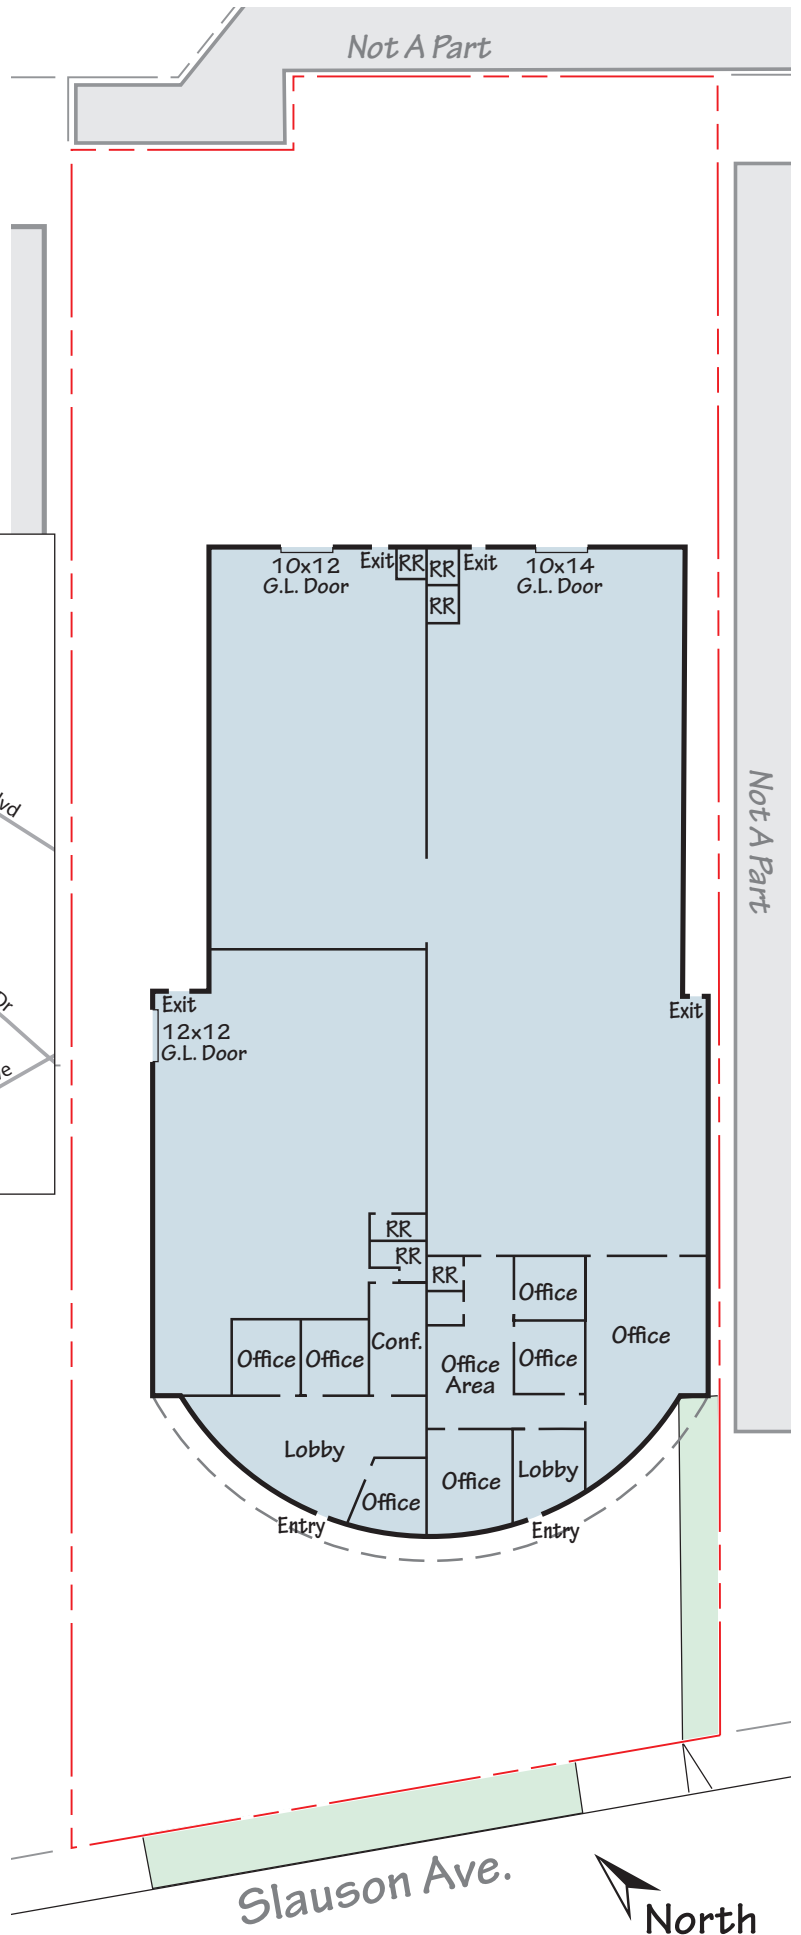 Not A Part
Exit
RR
RR
Exit
10x12
G.L. Door
10x14
G.L. Door
RR
Not A Part
Exit
12x12
G.L. Door
Exit
RR
RR
RR
Office
Conf.
Office
Office
Office
Office
Area
Office
Office
Lobby
Office
Office
Lobby
Entry
Entry
Slauson Ave.
North